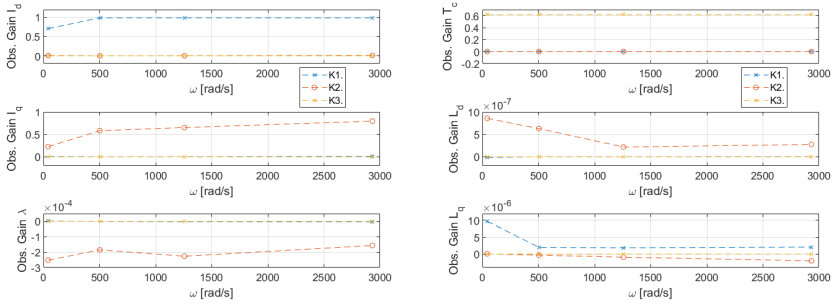 Obs. Gain I_d
1
0.5
0
0 500 1000 1500 2000 2500 3000
ω [rad/s]
K1.
K2.
K3.
Obs. Gain I_q
1
0.5
0
0 500 1000 1500 2000 2500 3000
ω [rad/s]
×10^-4
Obs. Gain λ
0
-1
-2
-3
0 500 1000 1500 2000 2500 3000
ω [rad/s]
Obs. Gain T_c
0.6
0.4
0.2
0
-0.2
0 500 1000 1500 2000 2500 3000
ω [rad/s]
K1.
K2.
K3.
×10^-7
Obs. Gain L_d
5
0
0 500 1000 1500 2000 2500 3000
ω [rad/s]
×10^-6
Obs. Gain L_q
10
5
0
0 500 1000 1500 2000 2500 3000
ω [rad/s]